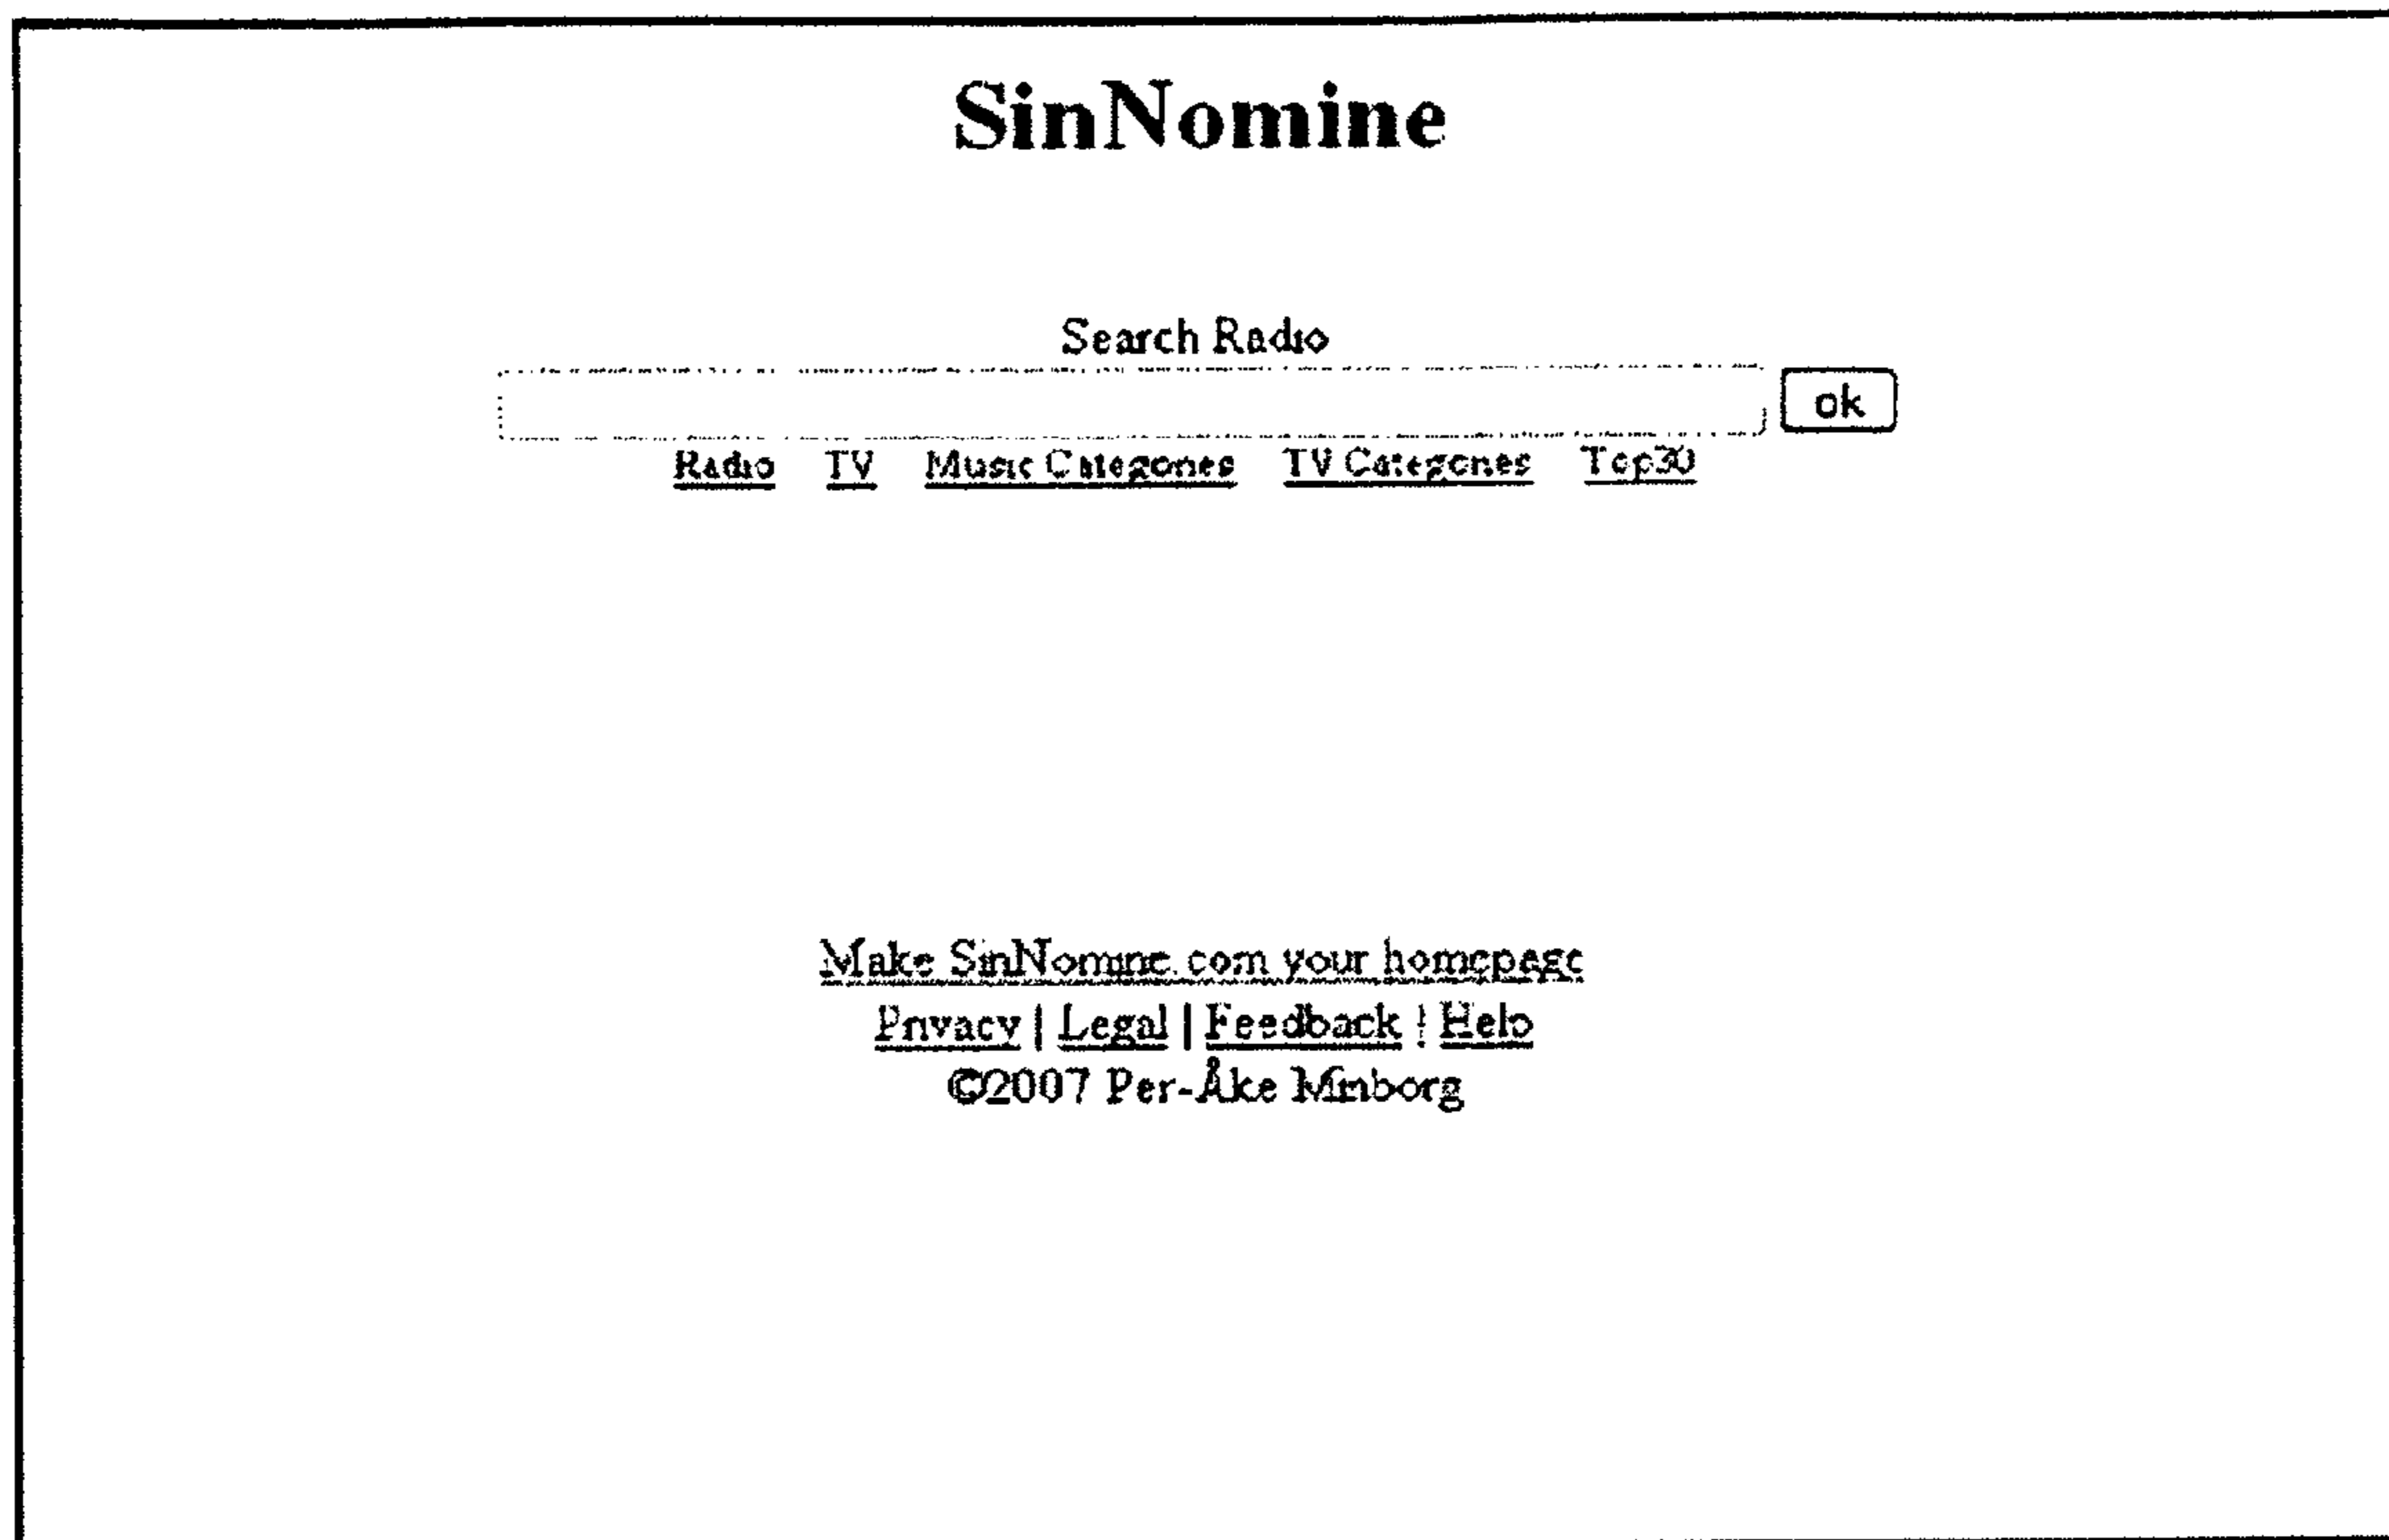 SinNomine
Search Radio
ok
Radio TV Music Categories TV Categories Top30
Make SinNomine.com your homepage
Privacy | Legal | Feedback | Help
©2007 Per-Åke Minborg